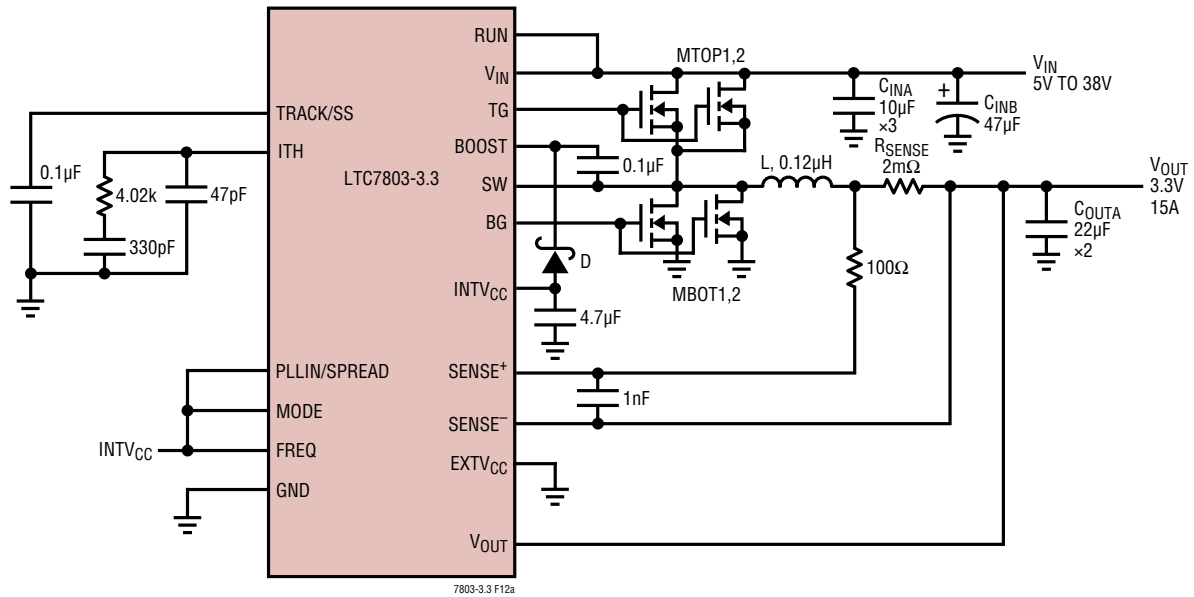 RUN
VIN
TG
BOOST
SW
BG
INTVCC
SENSE+
SENSE−
EXTVCC
VOUT
TRACK/SS
ITH
LTC7803-3.3
PLLIN/SPREAD
MODE
FREQ
GND
0.1µF
4.02k
47pF
330pF
INTVCC
MTOP1,2
0.1µF
D
4.7µF
MBOT1,2
L, 0.12µH
RSENSE
2mΩ
100Ω
1nF
CINA
10µF
×3
CINB
47µF
+
VIN
5V TO 38V
VOUT
3.3V
15A
COUTA
22µF
×2
7803-3.3 F12a